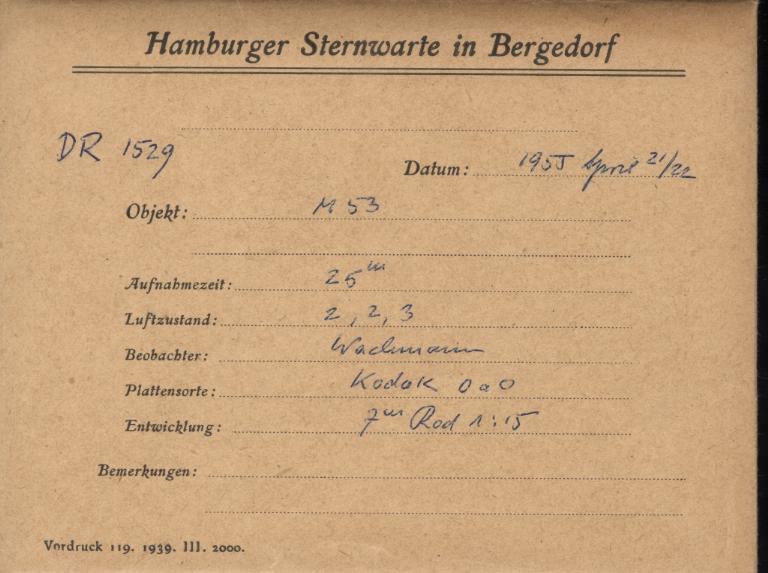 Hamburger Sternwarte in Bergedorf
DR 1529
Datum: 1955 April 21/22
Objekt: M 53
Aufnahmezeit: 25ᵐ
Luftzustand: 2, 2, 3
Beobachter: Wachmann
Plattensorte: Kodak OaO
Entwicklung: 7ᵐ Rod 1:15
Bemerkungen:
Vordruck 119. 1939. III. 2000.